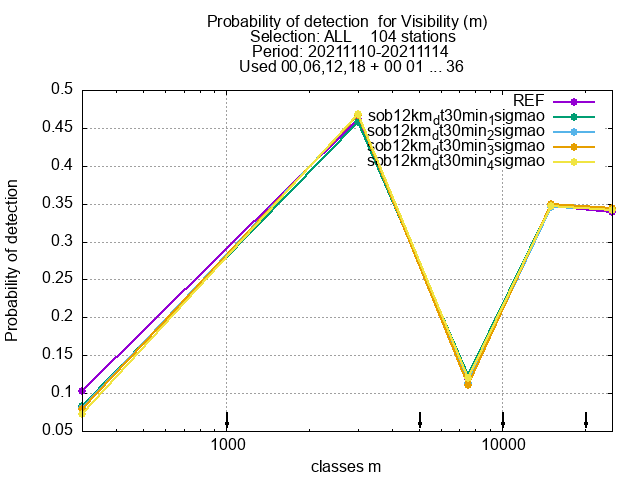 Probability of detection for Visibility (m)
Selection: ALL 104 stations
Period: 20211110-20211114
Used 00,06,12,18 + 00 01 ... 36
0.5
0.45
0.4
0.35
0.3
0.25
0.2
0.15
0.1
0.05
Probability of detection
REF
sob12km_dt30min_1sigmao
sob12km_dt30min_2sigmao
sob12km_dt30min_3sigmao
sob12km_dt30min_4sigmao
1000 10000
classes m